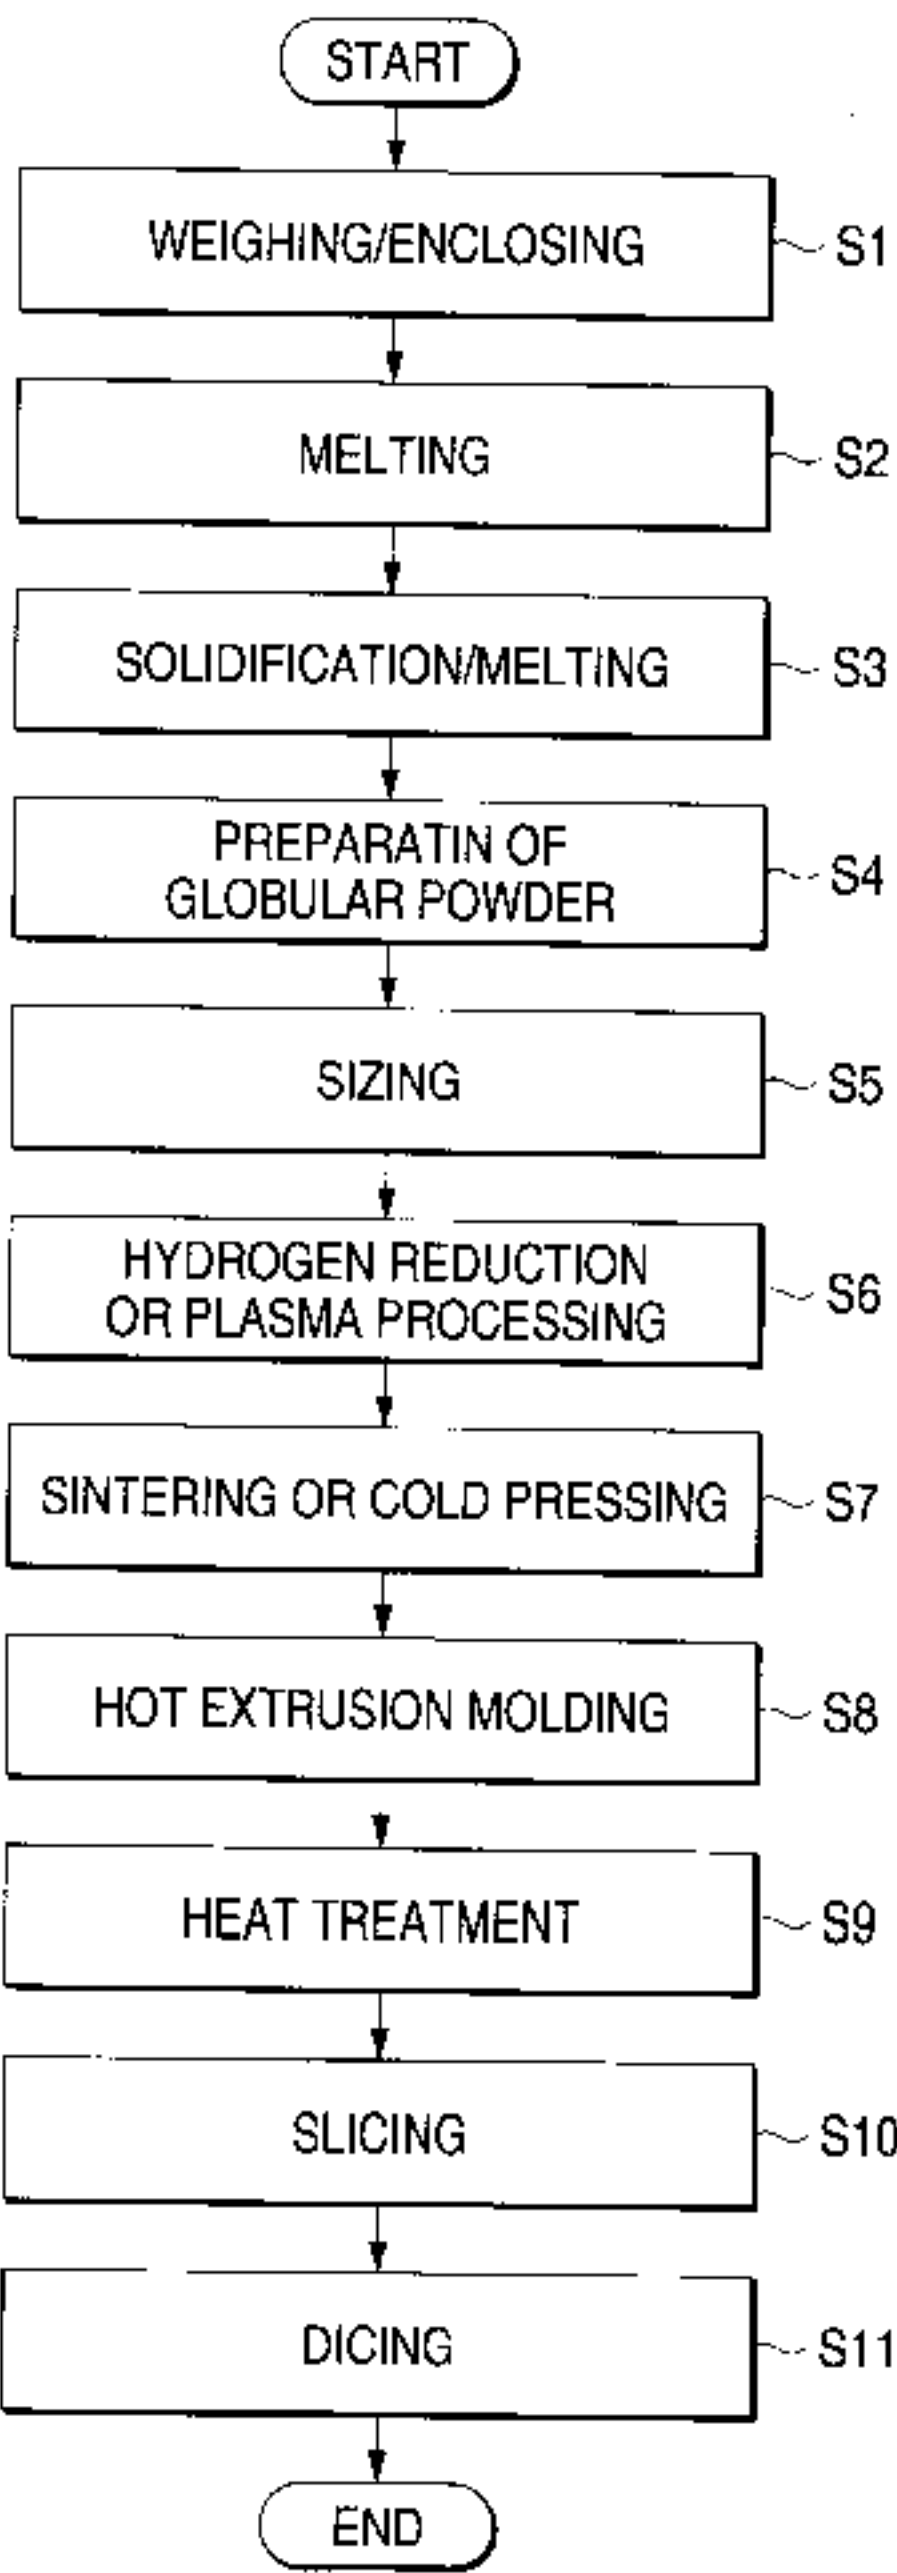 START
WEIGHING/ENCLOSING
S1
MELTING
S2
SOLIDIFICATION/MELTING
S3
PREPARATIN OF
GLOBULAR POWDER
S4
SIZING
S5
HYDROGEN REDUCTION
OR PLASMA PROCESSING
S6
SINTERING OR COLD PRESSING
S7
HOT EXTRUSION MOLDING
S8
HEAT TREATMENT
S9
SLICING
S10
DICING
S11
END